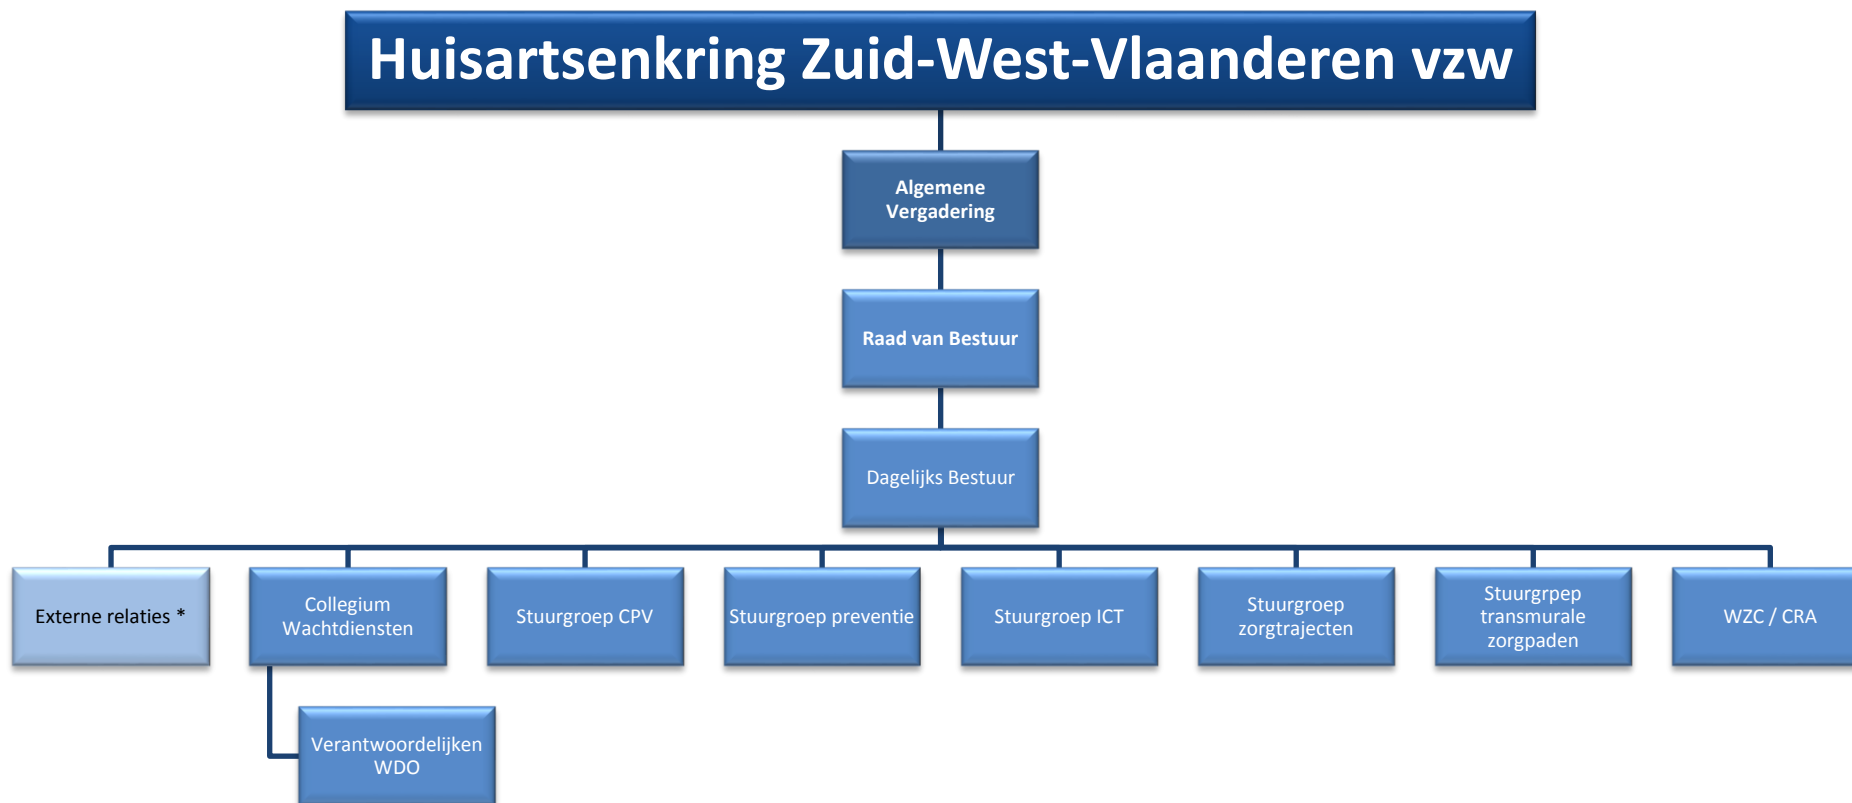 Huisartsenkring Zuid-West-Vlaanderen vzw
Algemene
Vergadering
Raad van Bestuur
Dagelijks Bestuur
Externe relaties *
Collegium
Wachtdiensten
Stuurgroep CPV
Stuurgroep preventie
Stuurgroep ICT
Stuurgroep
zorgtrajecten
Stuurgrpep
transmurale
zorgpaden
WZC / CRA
Verantwoordelijken
WDO